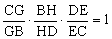 CG/GB · BH/HD · DE/EC = 1